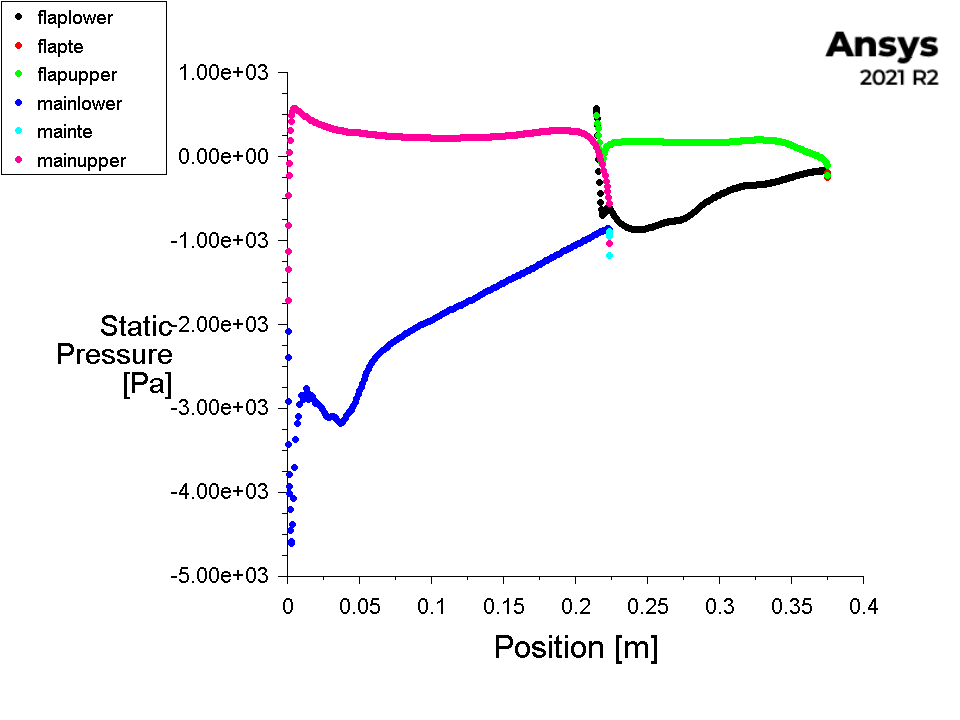 flaplower
flapte
flapupper
mainlower
mainte
mainupper
Ansys
2021 R2
1.00e+03
0.00e+00
-1.00e+03
-2.00e+03
-3.00e+03
-4.00e+03
-5.00e+03
Static
Pressure
[Pa]
0 0.05 0.1 0.15 0.2 0.25 0.3 0.35 0.4
Position [m]